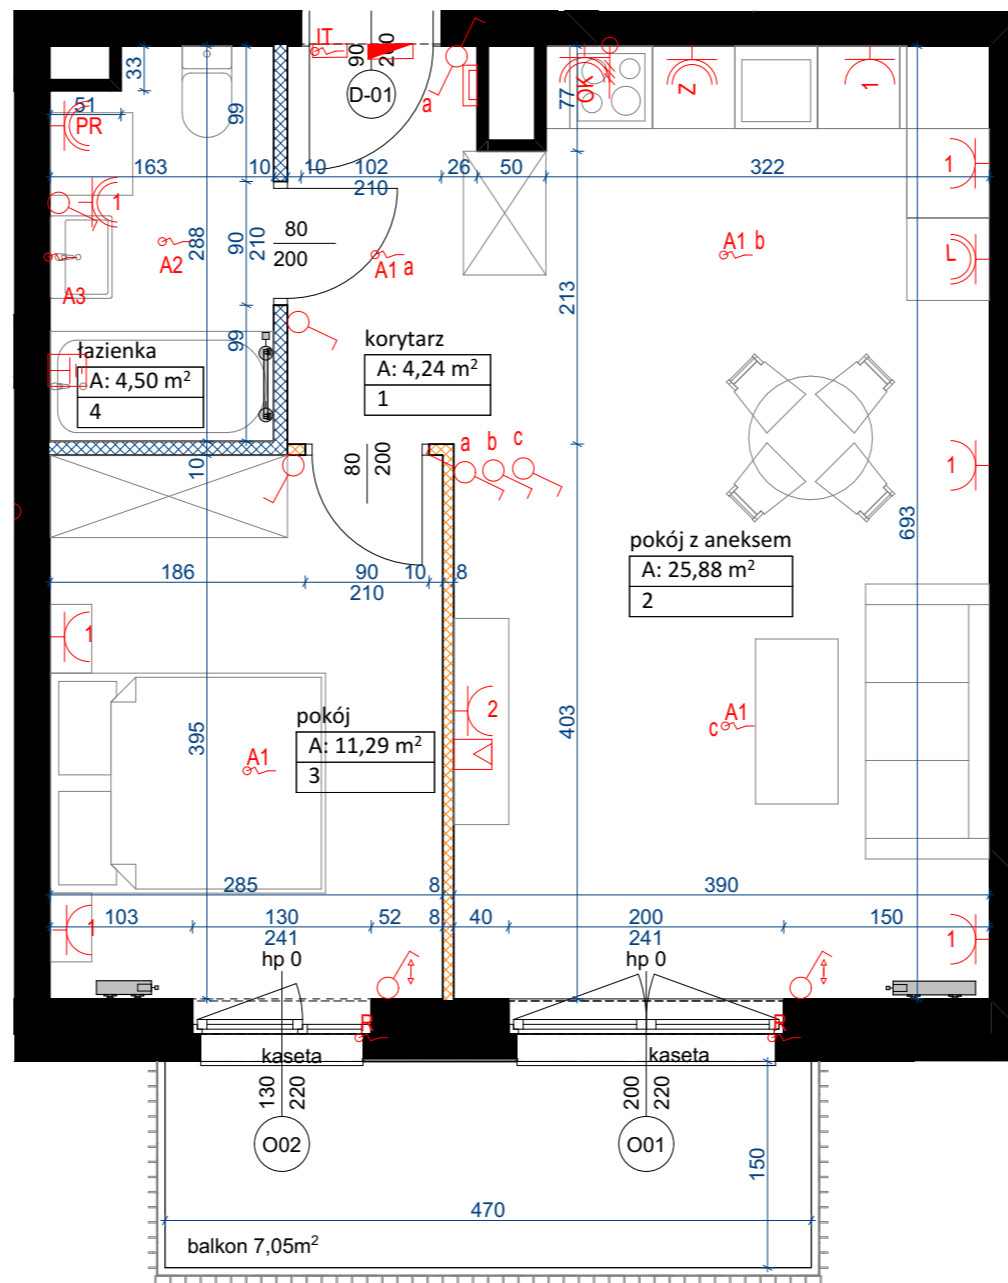 IT
90
200
D-01
a
33
51
PR
99
77
OK
Z
1
163
10
10
102
210
26
50
322
1
1
288
90
210
80
200
A2
A3
A1 a
A1 b
L
213
99
łazienka
A: 4,50 m²
4
korytarz
A: 4,24 m²
1
10
80
200
a b c
1
693
186
90
210
10
8
pokój z aneksem
A: 25,88 m²
2
1
395
pokój
A: 11,29 m²
3
A1
2
403
c A1
285
8
390
103
130
241
52
8
40
200
241
150
1
1
hp 0
hp 0
R
R
kaseta
kaseta
130
220
200
220
O02
O01
150
470
balkon 7,05m²